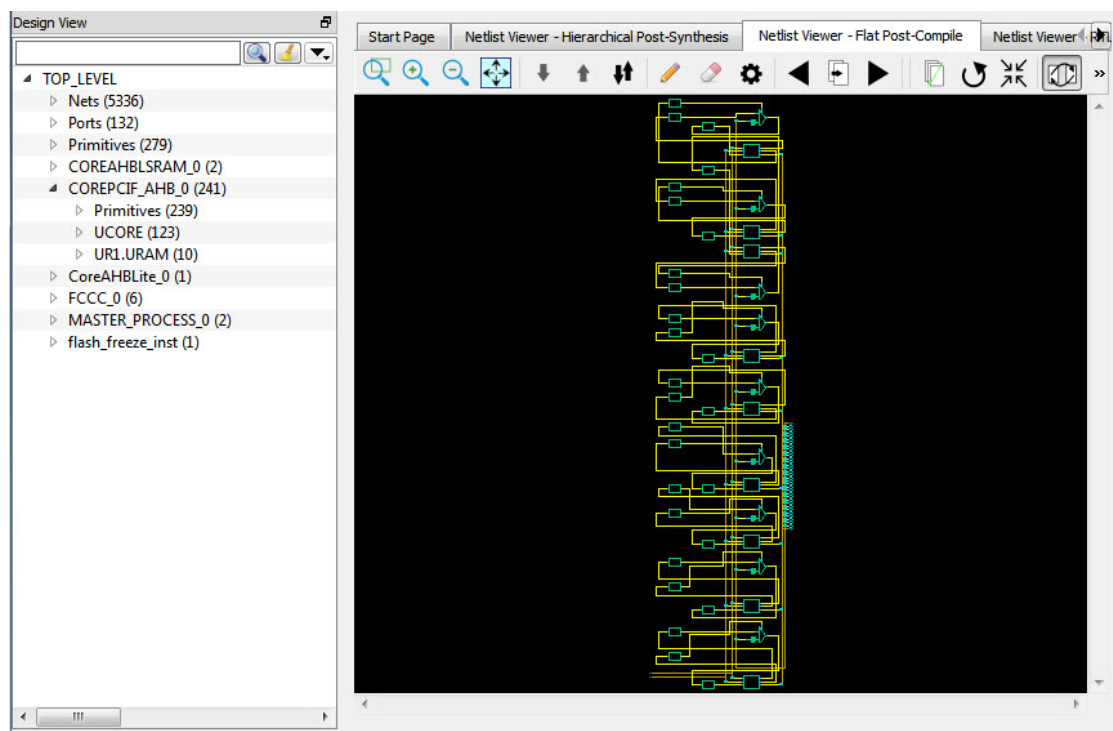 Design View
Start Page
Netlist Viewer - Hierarchical Post-Synthesis
Netlist Viewer - Flat Post-Compile
Netlist Viewer - RTL
TOP_LEVEL
Nets (5336)
Ports (132)
Primitives (279)
COREAHBLSRAM_0 (2)
COREPCIF_AHB_0 (241)
Primitives (239)
UCORE (123)
UR1.URAM (10)
CoreAHBLite_0 (1)
FCCC_0 (6)
MASTER_PROCESS_0 (2)
flash_freeze_inst (1)